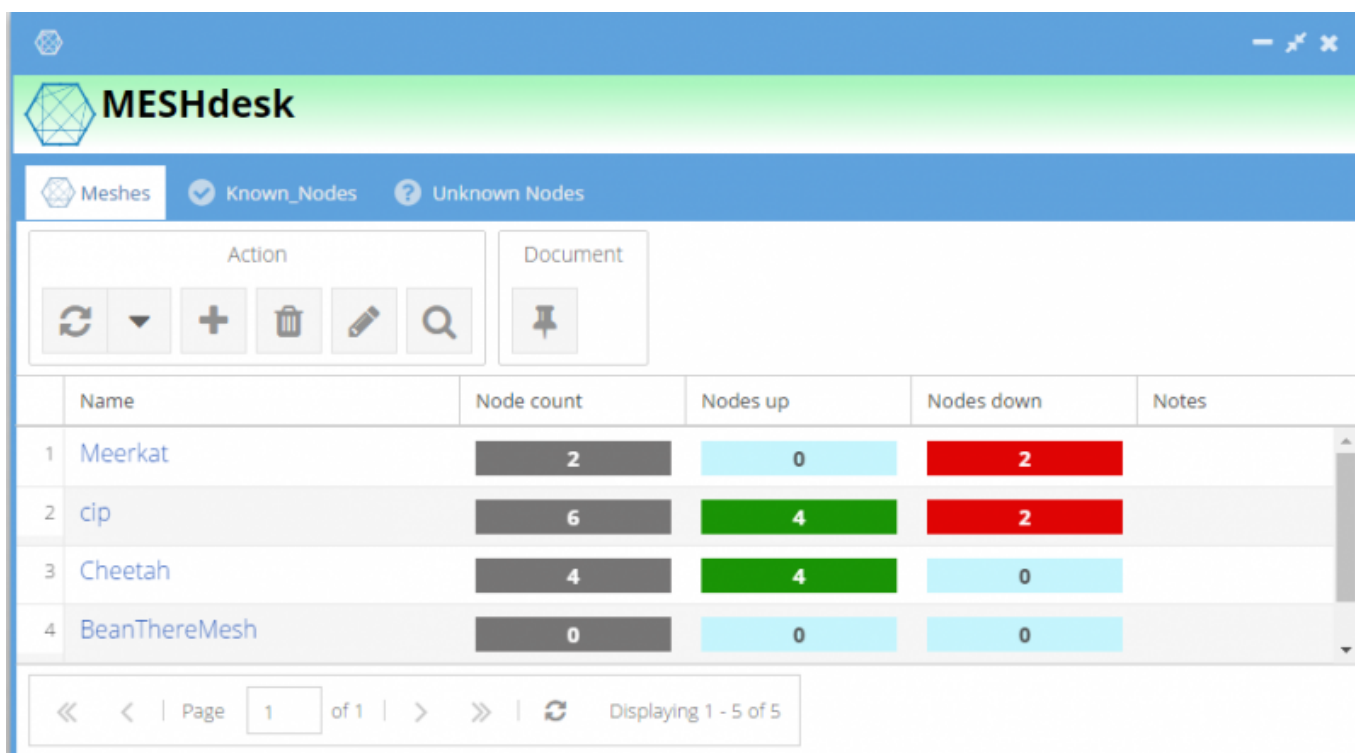 MESHdesk
Meshes Known_Nodes Unknown Nodes
Action Document
Name Node count Nodes up Nodes down Notes
1 Meerkat 2 0 2
2 cip 6 4 2
3 Cheetah 4 4 0
4 BeanThereMesh 0 0 0
Page 1 of 1 Displaying 1 - 5 of 5